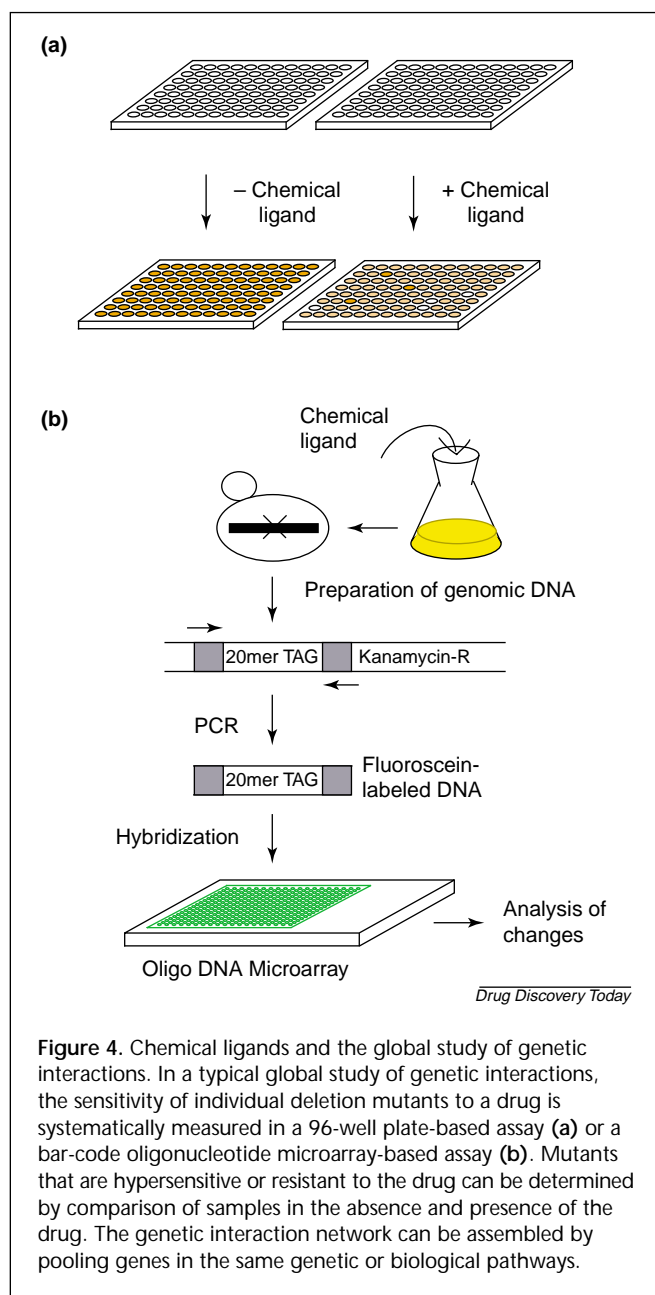 (a)
– Chemical
ligand
+ Chemical
ligand
(b)
Chemical
ligand
Preparation of genomic DNA
20mer TAG
Kanamycin-R
PCR
20mer TAG
Fluoroscein-
labeled DNA
Hybridization
Oligo DNA Microarray
Analysis of
changes
Drug Discovery Today
Figure 4. Chemical ligands and the global study of genetic
interactions. In a typical global study of genetic interactions,
the sensitivity of individual deletion mutants to a drug is
systematically measured in a 96-well plate-based assay (a) or a
bar-code oligonucleotide microarray-based assay (b). Mutants
that are hypersensitive or resistant to the drug can be determined
by comparison of samples in the absence and presence of the
drug. The genetic interaction network can be assembled by
pooling genes in the same genetic or biological pathways.